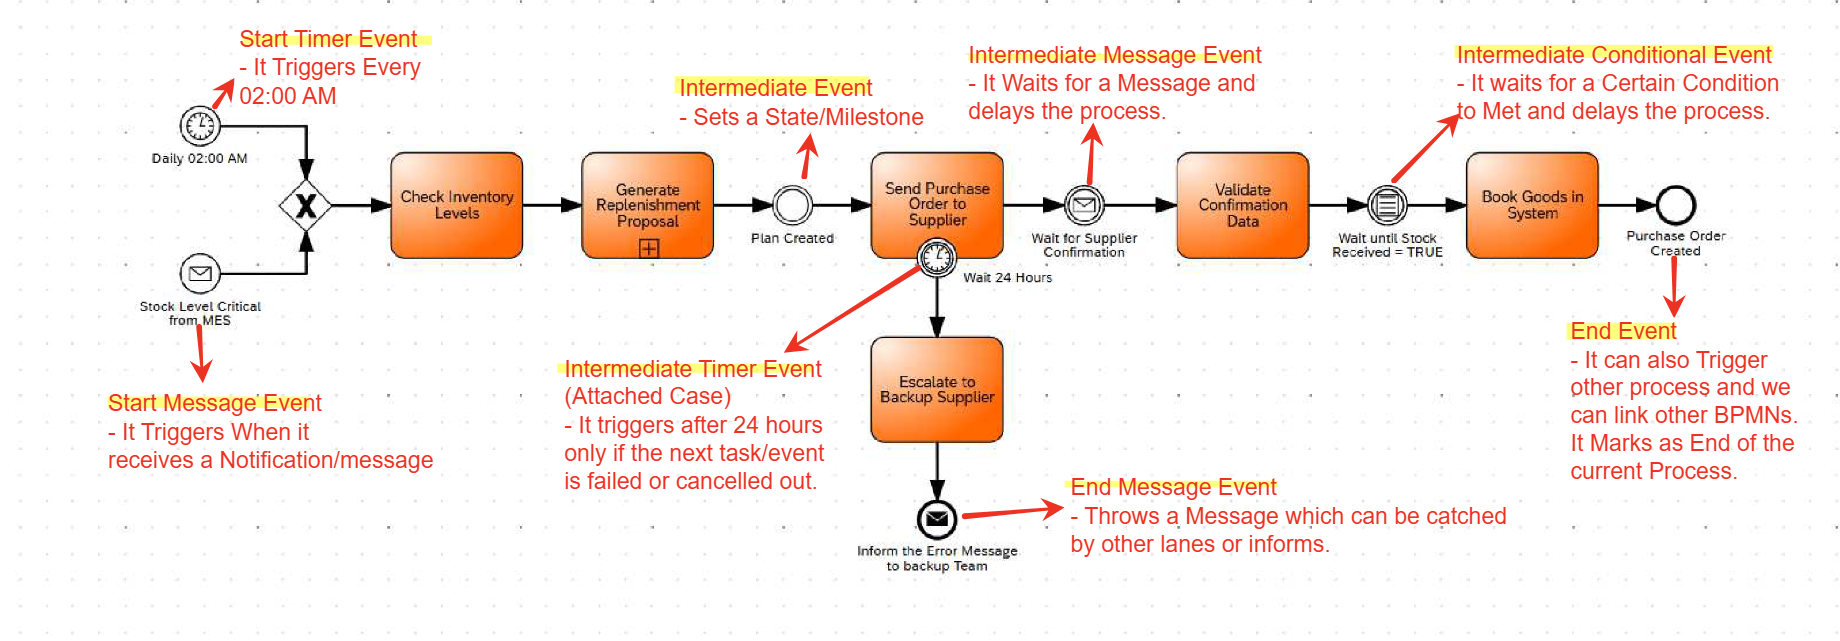 Start Timer Event
- It Triggers Every
02:00 AM
Daily 02:00 AM
X
Stock Level Critical
from MES
Start Message Event
- It Triggers When it
receives a Notification/message
Check Inventory
Levels
Generate
Replenishment
Proposal
Intermediate Event
- Sets a State/Milestone
Plan Created
Send Purchase
Order to
Supplier
Wait 24 Hours
Intermediate Timer Event
(Attached Case)
- It triggers after 24 hours
only if the next task/event
is failed or cancelled out.
Escalate to
Backup Supplier
Inform the Error Message
to backup Team
End Message Event
- Throws a Message which can be catched
by other lanes or informs.
Intermediate Message Event
- It Waits for a Message and
delays the process.
Wait for Supplier
Confirmation
Validate
Confirmation
Data
Intermediate Conditional Event
- It waits for a Certain Condition
to Met and delays the process.
Wait until Stock
Received = TRUE
Book Goods in
System
Purchase Order
Created
End Event
- It can also Trigger
other process and we
can link other BPMNs.
It Marks as End of the
current Process.